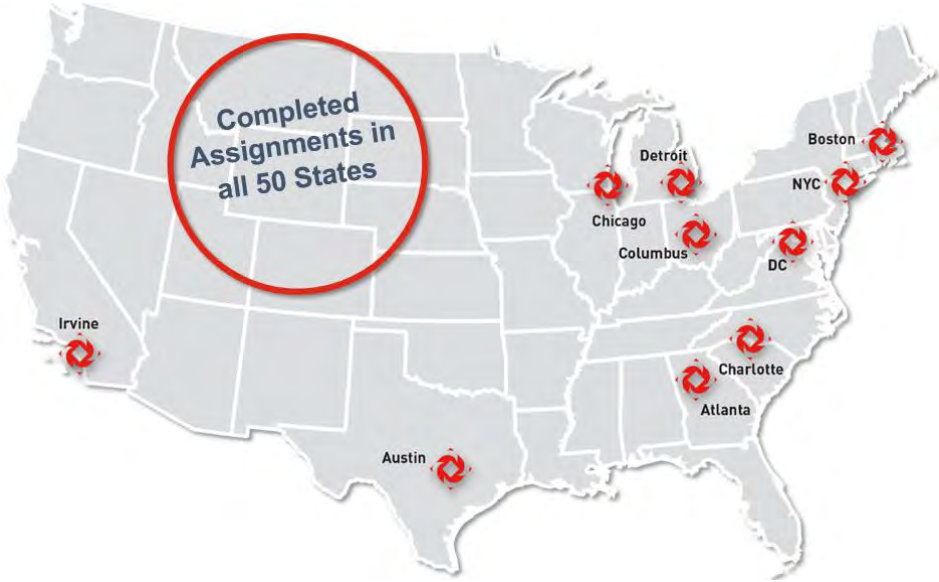 Completed
Assignments in
all 50 States
Boston
Detroit
NYC
Chicago
Columbus
DC
Irvine
Charlotte
Atlanta
Austin